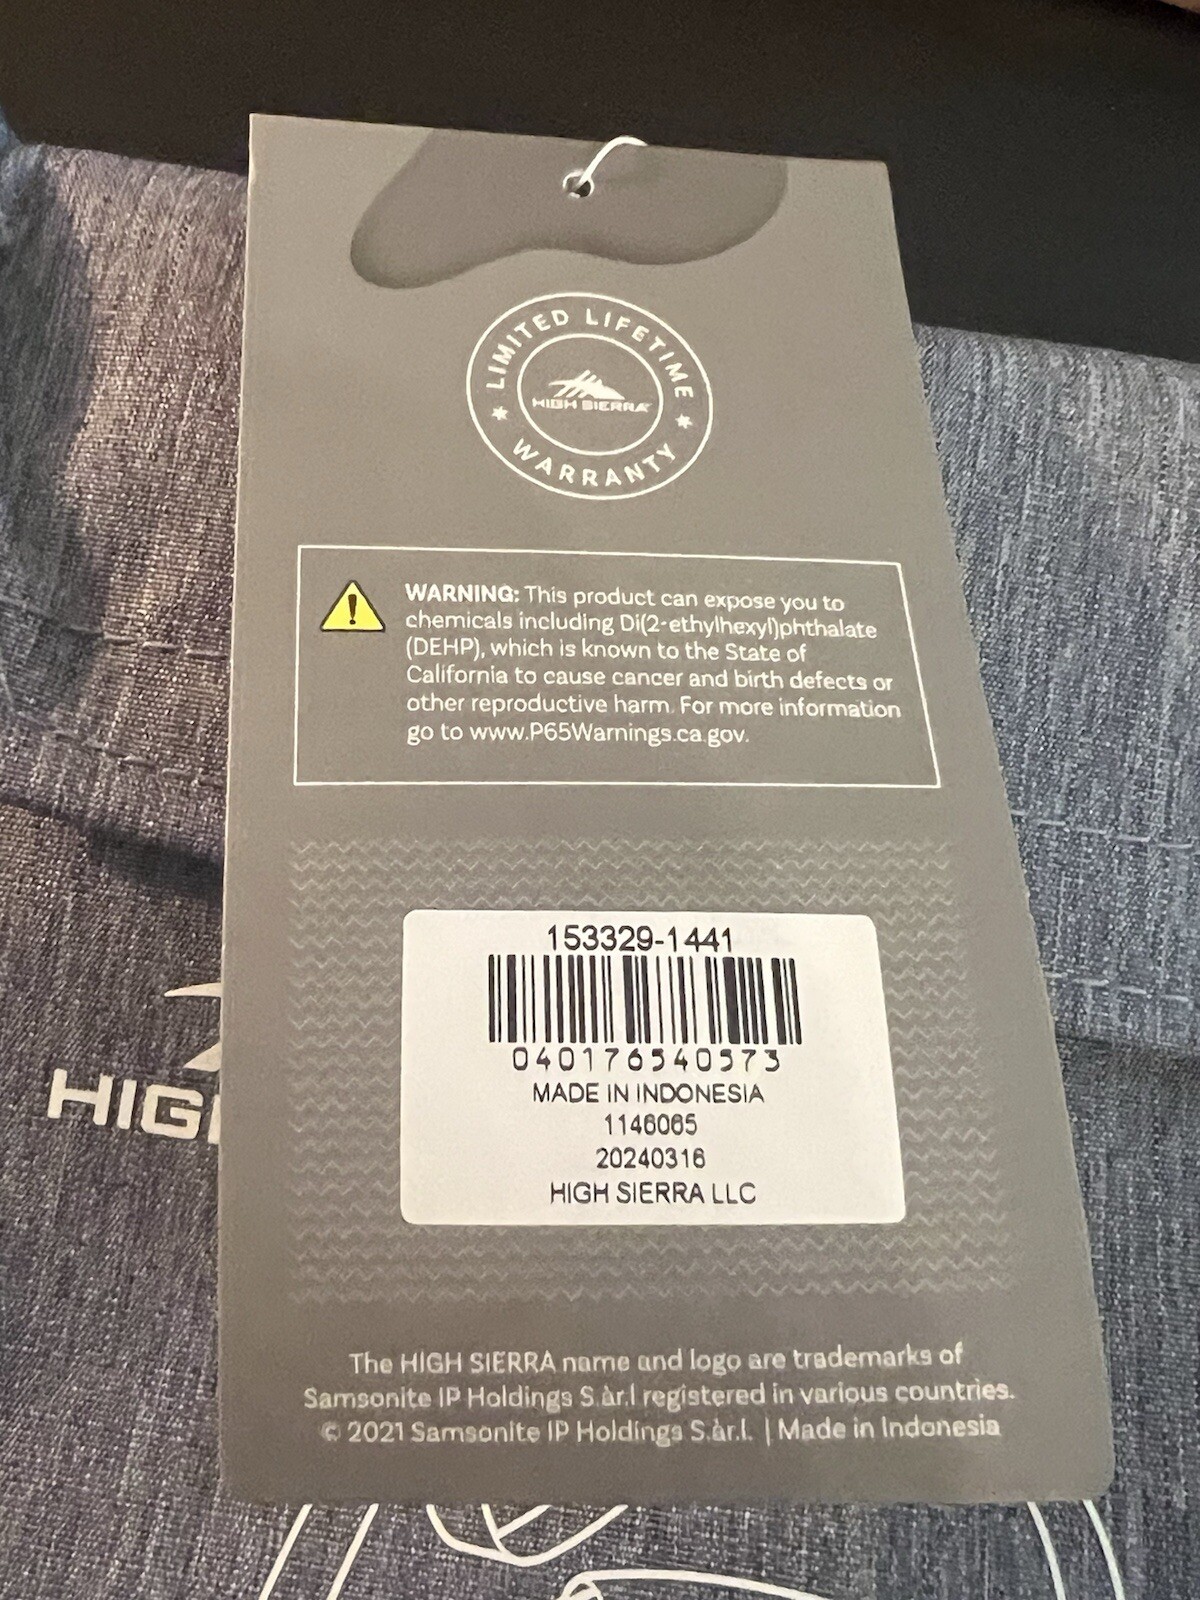 LIMITED LIFETIME
HIGH SIERRA
WARRANTY
WARNING: This product can expose you to
chemicals including Di(2-ethylhexyl)phthalate
(DEHP), which is known to the State of
California to cause cancer and birth defects or
other reproductive harm. For more information
go to www.P65Warnings.ca.gov.
153329-1441
040176540573
MADE IN INDONESIA
1146065
20240316
HIGH SIERRA LLC
HIGH
The HIGH SIERRA name and logo are trademarks of
Samsonite IP Holdings S.àr.l registered in various countries.
© 2021 Samsonite IP Holdings S.àr.l. | Made in Indonesia